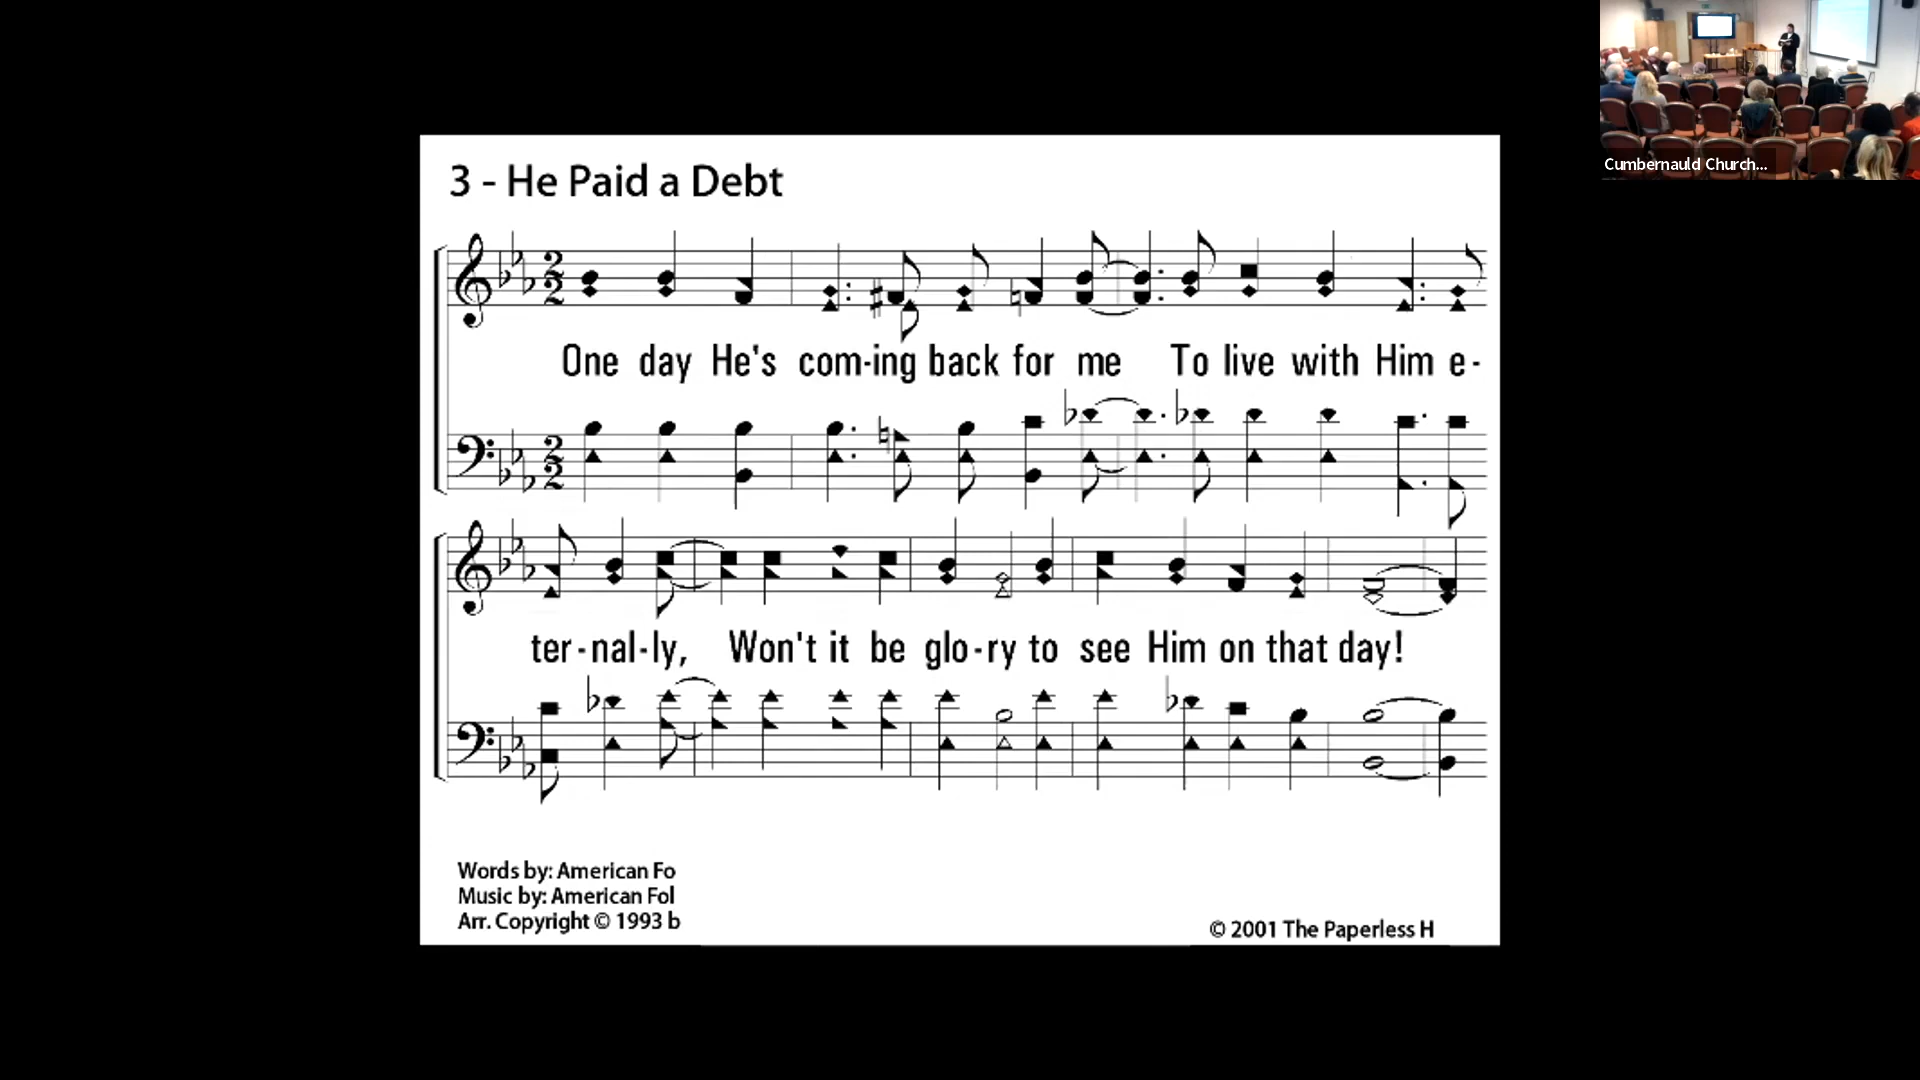 3 - He Paid a Debt
One day He's com-ing back for me To live with Him e-
ter-nal-ly, Won't it be glo-ry to see Him on that day!
Words by: American Fo
Music by: American Fol
Arr. Copyright © 1993 b
© 2001 The Paperless H
Cumbernauld Church...